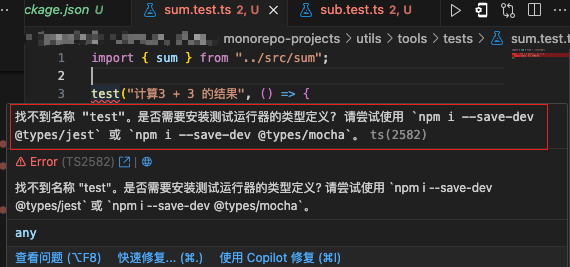 ckage.json
sum.test.ts 2, U
sub.test.ts 2, U
monorepo-projects > utils > tools > tests > sum.test.ts
1 import { sum } from "../src/sum";
2
3 test("计算3 + 3 的结果", () => {
找不到名称 "test"。是否需要安装测试运行器的类型定义? 请尝试使用 `npm i --save-dev
@types/jest` 或 `npm i --save-dev @types/mocha`。 ts(2582)
Error (TS2582) |
找不到名称 "test"。是否需要安装测试运行器的类型定义? 请尝试使用 `npm i --save-dev
@types/jest` 或 `npm i --save-dev @types/mocha`。
any
查看问题 (⌥F8) 快速修复... (⌘.) 使用 Copilot 修复 (⌘I)